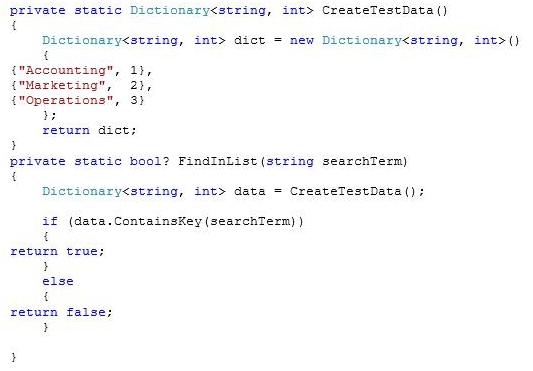 private static Dictionary<string, int> CreateTestData()
{
    Dictionary<string, int> dict = new Dictionary<string, int>()
    {
{"Accounting", 1},
{"Marketing",  2},
{"Operations", 3}
    };
    return dict;
}
private static bool? FindInList(string searchTerm)
{
    Dictionary<string, int> data = CreateTestData();

    if (data.ContainsKey(searchTerm))
    {
return true;
    }
    else
    {
return false;
    }

}